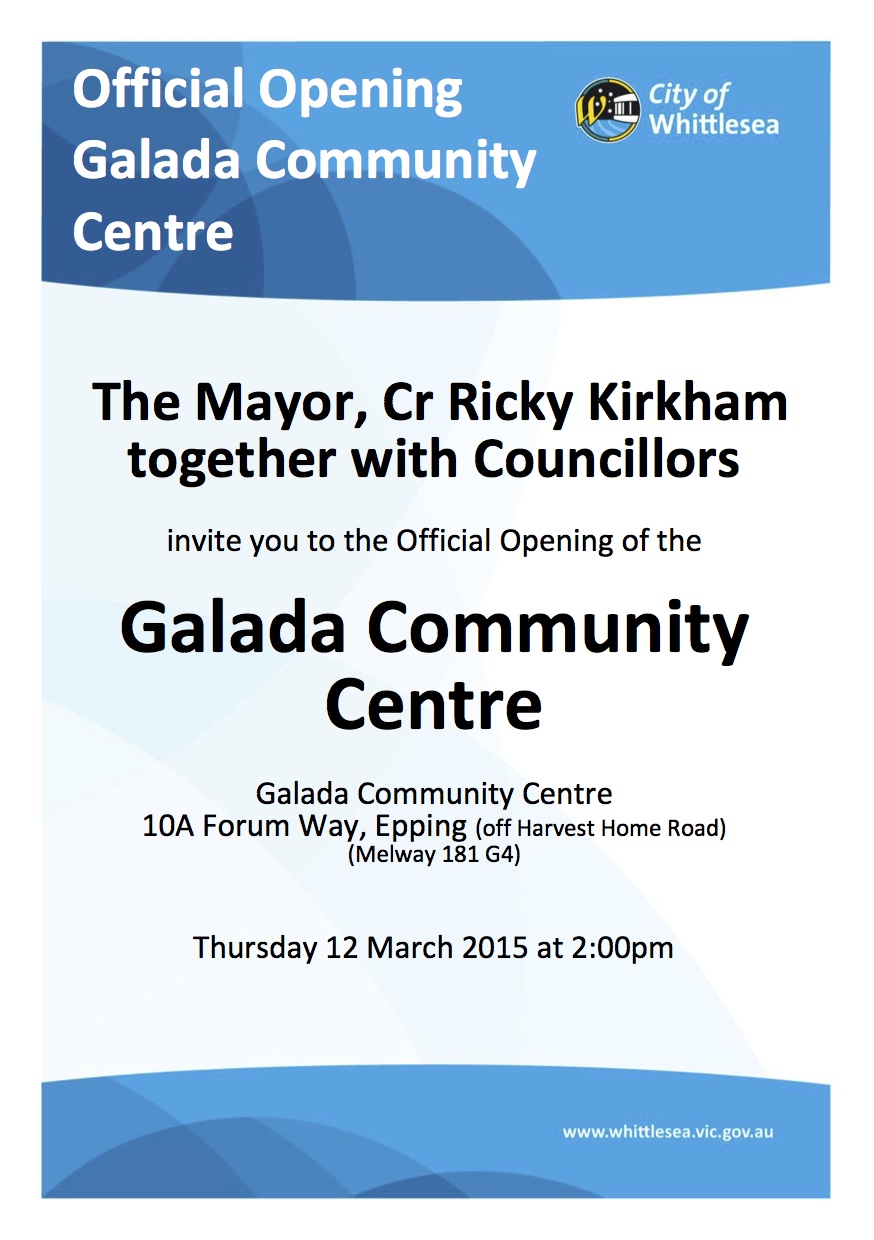 Official Opening
Galada Community
Centre
City of
Whittlesea
The Mayor, Cr Ricky Kirkham
together with Councillors
invite you to the Official Opening of the
Galada Community
Centre
Galada Community Centre
10A Forum Way, Epping (off Harvest Home Road)
(Melway 181 G4)
Thursday 12 March 2015 at 2:00pm
www.whittlesea.vic.gov.au